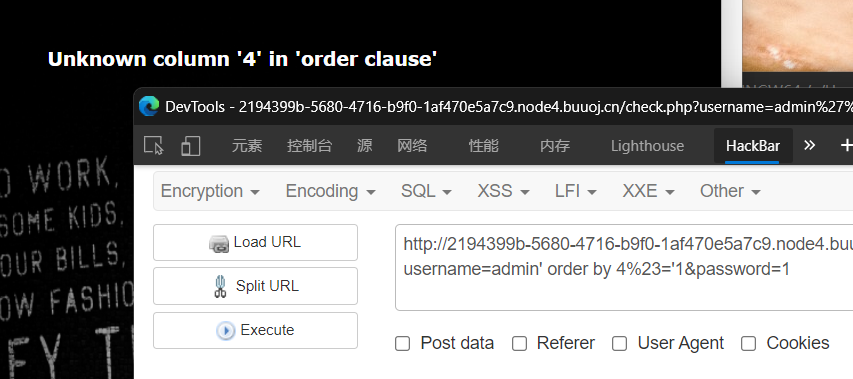 Unknown column '4' in 'order clause'
DevTools - 2194399b-5680-4716-b9f0-1af470e5a7c9.node4.buuoj.cn/check.php?username=admin%27%
元素 控制台 源 网络 性能 内存 Lighthouse HackBar
Encryption Encoding SQL XSS LFI XXE Other
Load URL
Split URL
Execute
http://2194399b-5680-4716-b9f0-1af470e5a7c9.node4.buu
username=admin' order by 4%23='1&password=1
Post data Referer User Agent Cookies
WORK,
SOME KIDS,
OUR BILLS,
OW FASHIO
EY T